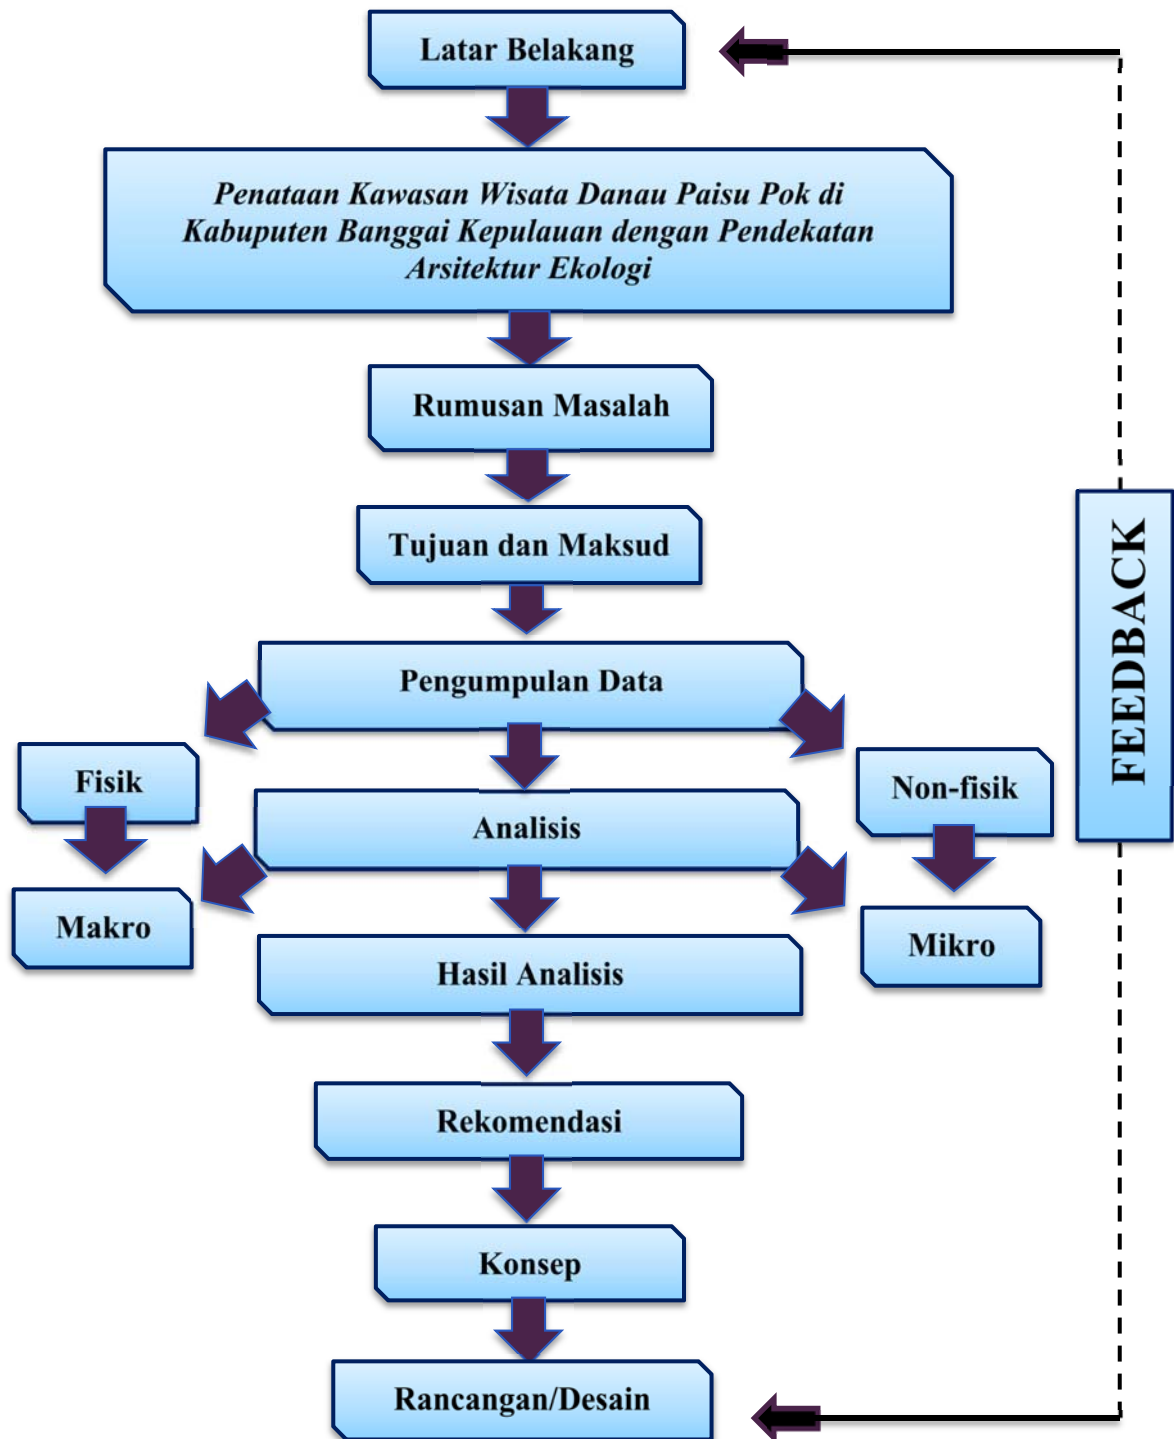 Latar Belakang
Penataan Kawasan Wisata Danau Paisu Pok di
Kabuputen Banggai Kepulauan dengan Pendekatan
Arsitektur Ekologi
Rumusan Masalah
Tujuan dan Maksud
Pengumpulan Data
Fisik
Non-fisik
Analisis
Makro
Mikro
Hasil Analisis
Rekomendasi
Konsep
Rancangan/Desain
FEEDBACK